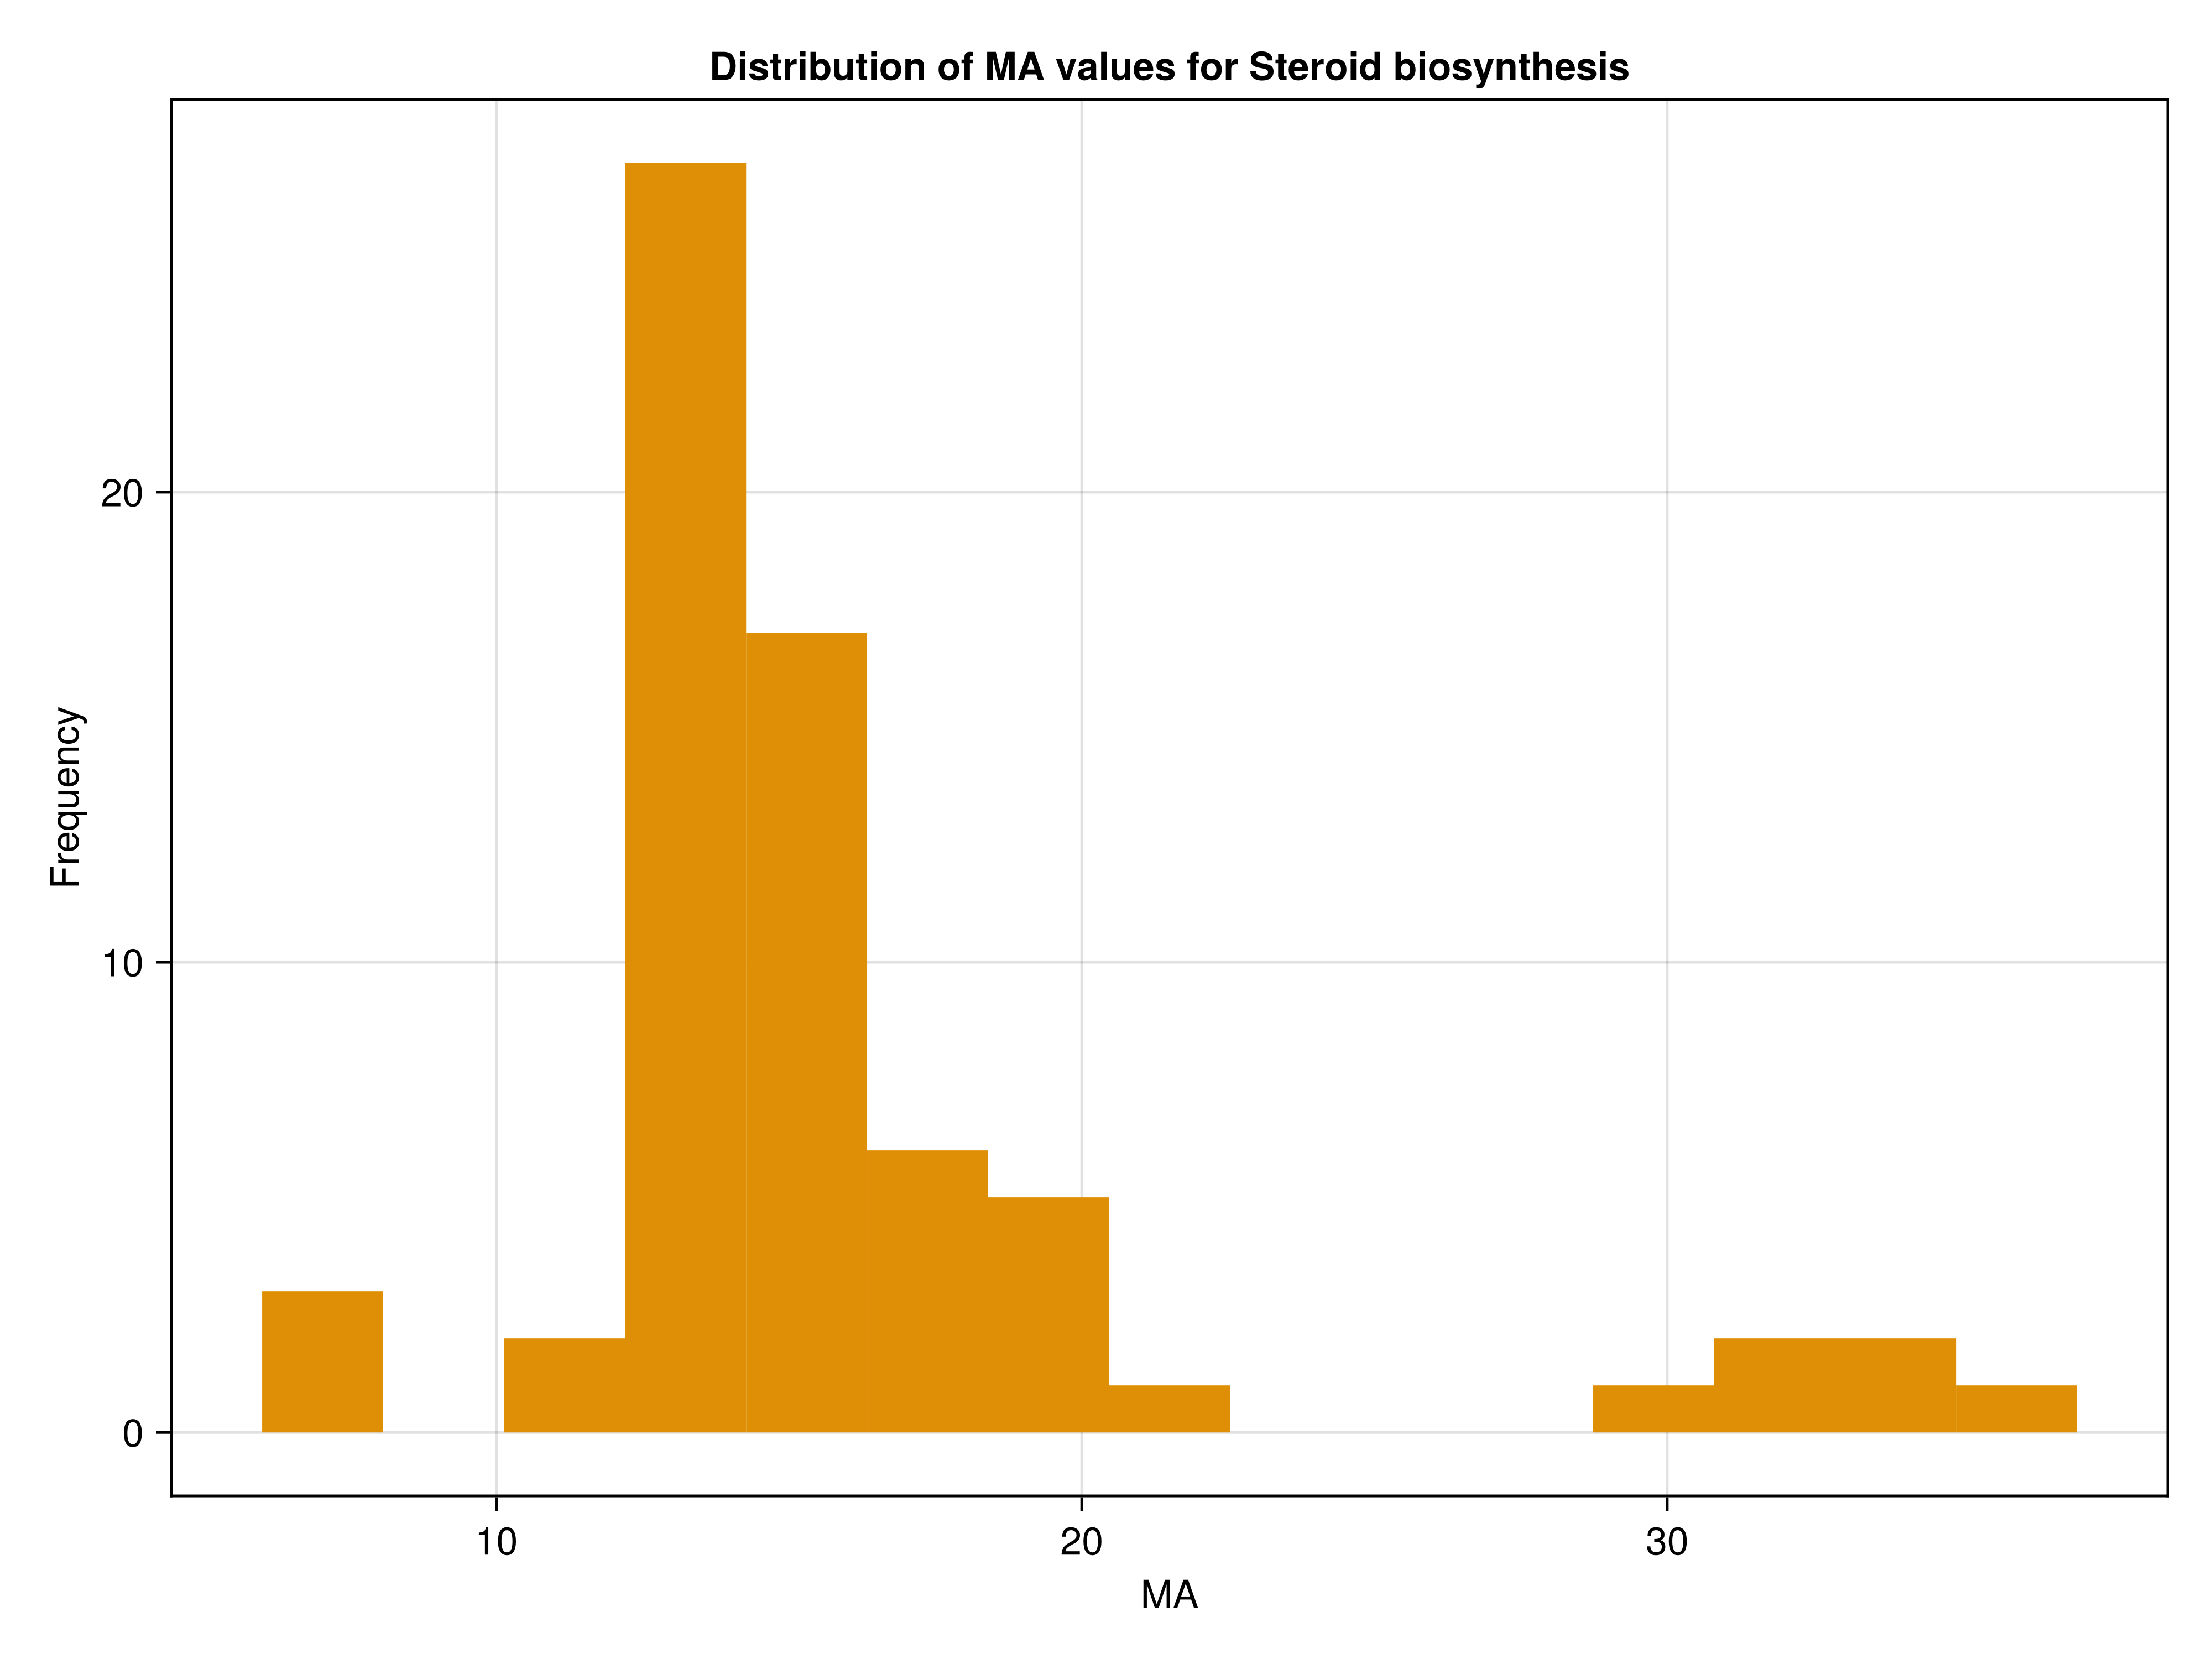 Distribution of MA values for Steroid biosynthesis
Frequency
20
10
0
10 20 30
MA